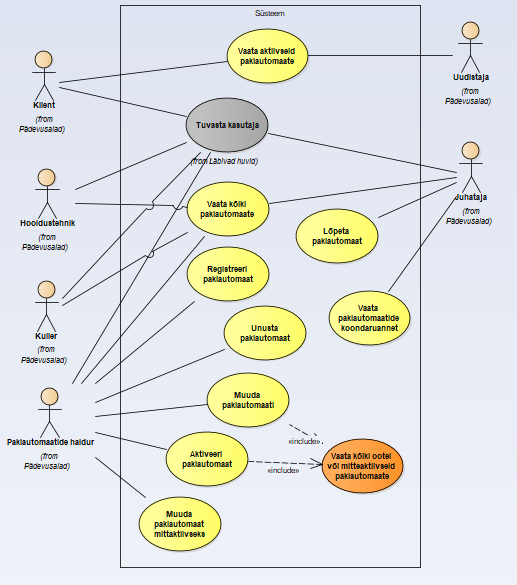 Süsteem
Vaata aktiivseid
pakiautomaate
Klient
(from
Pädevusalad)
Uudistaja
(from
Pädevusalad)
Tuvasta kasutaja
(from Läbivad huvid)
Hooldustehnik
(from
Pädevusalad)
Vaata kõiki
pakiautomaate
Juhataja
(from
Pädevusalad)
Lõpeta
pakiautomaat
Registreeri
pakiautomaat
Kuller
(from
Pädevusalad)
Vaata
pakiautomaatide
koondaruannet
Unusta
pakiautomaat
Muuda
pakiautomaati
Pakiautomaatide haldur
(from
Pädevusalad)
«include»
Aktiveeri
pakiautomaat
«include»
Vaata kõiki ootel
või mitteaktiivseid
pakiautomaate
Muuda
pakiautomaat
mittaktiivseks